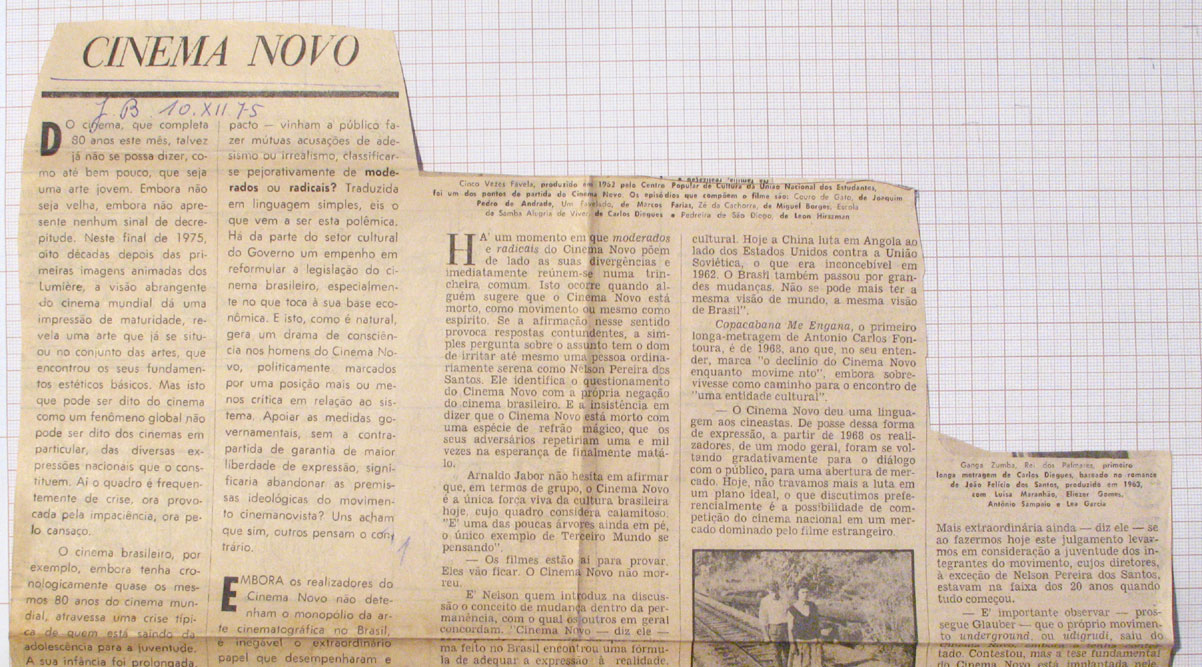 CINEMA NOVO
J. B. 10.XII.75
DO cinema, que completa
80 anos este mês, talvez
já não se possa dizer, co-
mo até bem pouco, que seja
uma arte jovem. Embora não
seja velha, embora não apre-
sente nenhum sinal de decre-
pitude. Neste final de 1975,
oito décadas depois das pri-
meiras imagens animadas dos
Lumière, a visão abrangente
do cinema mundial dá uma
impressão de maturidade, re-
vela uma arte que já se situ-
ou no conjunto das artes, que
encontrou os seus fundamen-
tos estéticos básicos. Mas isto
que pode ser dito do cinema
como um fenômeno global não
pode ser dito dos cinemas em
particular, das diversas ex-
pressões nacionais que o cons-
tituem. Aí o quadro é frequen-
temente de crise, ora provo-
cada pela impaciência, ora pe-
lo cansaço.
O cinema brasileiro, por
exemplo, embora tenha cro-
nologicamente quase os mes-
mos 80 anos do cinema mun-
dial, atravessa uma crise típi-
ca de quem está saindo da
adolescência para a juventude.
A sua infância foi prolongada,
pacto — vinham a público fa-
zer mútuas acusações de ade-
sismo ou irrealismo, classificar-
se pejorativamente de mode-
rados ou radicais? Traduzida
em linguagem simples, eis o
que vem a ser esta polêmica.
Há da parte do setor cultural
do Governo um empenho em
reformular a legislação do ci-
nema brasileiro, especialmen-
te no que toca à sua base eco-
nômica. E isto, como é natural,
gera um drama de consciên-
cia nos homens do Cinema No-
vo, politicamente marcados
por uma posição mais ou me-
nos crítica em relação ao sis-
tema. Apoiar as medidas go-
vernamentais, sem a contra-
partida de garantia de maior
liberdade de expressão, signi-
ficaria abandonar as premis-
sas ideológicas do movimen-
to cinemanovista? Uns acham
que sim, outros pensam o con-
trário.
1
EMBORA os realizadores do
Cinema Novo não dete-
nham o monopólio da ar-
te cinematográfica no Brasil,
é inegável o extraordinário
papel que desempenharam e
Cinco Vezes Favela, produzido em 1962 pelo Centro Popular de Cultura da União Nacional dos Estudantes,
foi um dos pontos de partida do Cinema Novo. Os episódios que compõem o filme são: Couro de Gato, de Joaquim
Pedro de Andrade, Um Favelado, de Marcos Farias, Zé da Cachorra, de Miguel Borges, Escola
de Samba Alegria de Viver, de Carlos Diegues e Pedreira de São Diogo, de Leon Hirszman
HA' um momento em que moderados
e radicais do Cinema Novo põem
de lado as suas divergências e
imediatamente reúnem-se numa trin-
cheira comum. Isto ocorre quando al-
guém sugere que o Cinema Novo está
morto, como movimento ou mesmo como
espírito. Se a afirmação nesse sentido
provoca respostas contundentes, a sim-
ples pergunta sobre o assunto tem o dom
de irritar até mesmo uma pessoa ordina-
riamente serena como Nelson Pereira dos
Santos. Ele identifica o questionamento
do Cinema Novo com a própria negação
do cinema brasileiro. E a insistência em
dizer que o Cinema Novo está morto com
uma espécie de refrão mágico, que os
seus adversários repetiriam uma e mil
vezes na esperança de finalmente matá-
lo.
Arnaldo Jabor não hesita em afirmar
que, em termos de grupo, o Cinema Novo
é a única força viva da cultura brasileira
hoje, cujo quadro considera calamitoso.
"E' uma das poucas árvores ainda em pé,
o único exemplo de Terceiro Mundo se
pensando".
— Os filmes estão aí para provar.
Eles vão ficar. O Cinema Novo não mor-
reu.
E' Nelson quem introduz na discus-
são o conceito de mudança dentro da per-
manência, com o qual os outros em geral
concordam. "Cinema Novo — diz ele —
ma feito no Brasil encontrou uma fórmu-
la de adequar a expressão à realidade.
cultural. Hoje a China luta em Angola ao
lado dos Estados Unidos contra a União
Soviética, o que era inconcebível em
1962. O Brasil também passou por gran-
des mudanças. Não se pode mais ter a
mesma visão de mundo, a mesma visão
de Brasil".
Copacabana Me Engana, o primeiro
longa-metragem de Antonio Carlos Fon-
toura, é de 1968, ano que, no seu enten-
der, marca "o declínio do Cinema Novo
enquanto movime nto", embora sobre-
vivesse como caminho para o encontro de
"uma entidade cultural".
— O Cinema Novo deu uma lingua-
gem aos cineastas. De posse dessa forma
de expressão, a partir de 1968 os reali-
zadores, de um modo geral, foram se vol-
tando gradativamente para o diálogo
com o público, para uma abertura de mer-
cado. Hoje, não travamos mais a luta em
um plano ideal, o que discutimos prefe-
rencialmente é a possibilidade de com-
petição do cinema nacional em um mer-
cado dominado pelo filme estrangeiro.
Ganga Zumba, Rei dos Palmares, primeiro
longa metragem de Carlos Diegues, baseado no romance
de João Felício dos Santos, produzido em 1963,
com Luísa Maranhão, Eliezer Gomes,
Antônio Sampaio e Lea Garcia
Mais extraordinária ainda — diz ele — se
ao fazermos hoje este julgamento levar-
mos em consideração a juventude dos in-
tegrantes do movimento, cujos diretores,
à exceção de Nelson Pereira dos Santos,
estavam na faixa dos 20 anos quando
tudo começou.
— E' importante observar — pros-
segue Glauber — que o próprio movimen-
to underground, ou udigrudi, saiu do
tado. Contestou, mas a tese fundamental
do Cinema Novo está